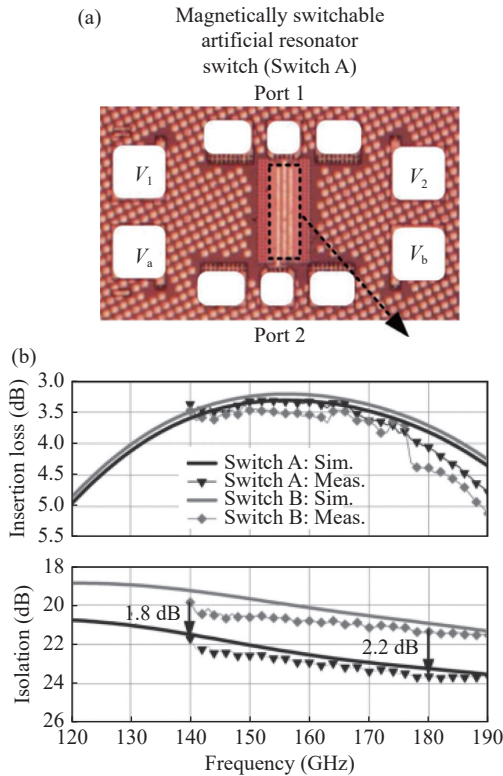 (a)
Magnetically switchable
artificial resonator
switch (Switch A)
Port 1
V1
V2
Va
Vb
Port 2
(b)
Insertion loss (dB)
3.0
3.5
4.0
4.5
5.0
5.5
Switch A: Sim.
Switch A: Meas.
Switch B: Sim.
Switch B: Meas.
Isolation
(dB)
18
20
22
24
26
1.8 dB
2.2 dB
120 130 140 150 160 170 180 190
Frequency (GHz)